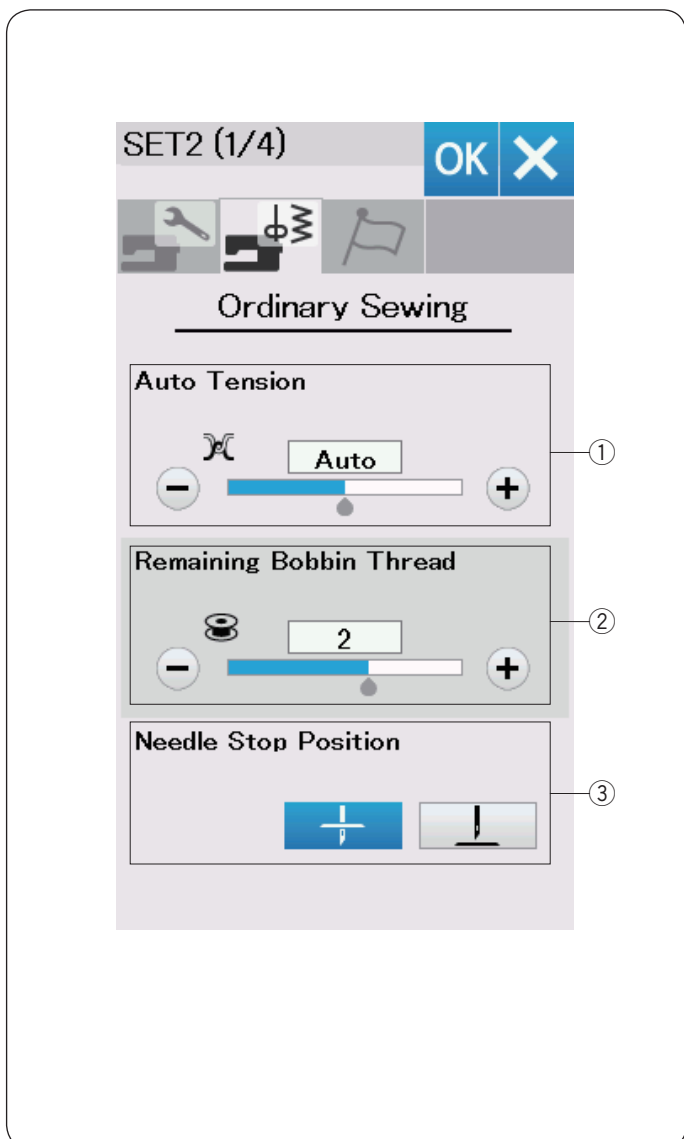 SET2 (1/4)
OK
Ordinary Sewing
Auto Tension
Auto
①
Remaining Bobbin Thread
2
②
Needle Stop Position
③